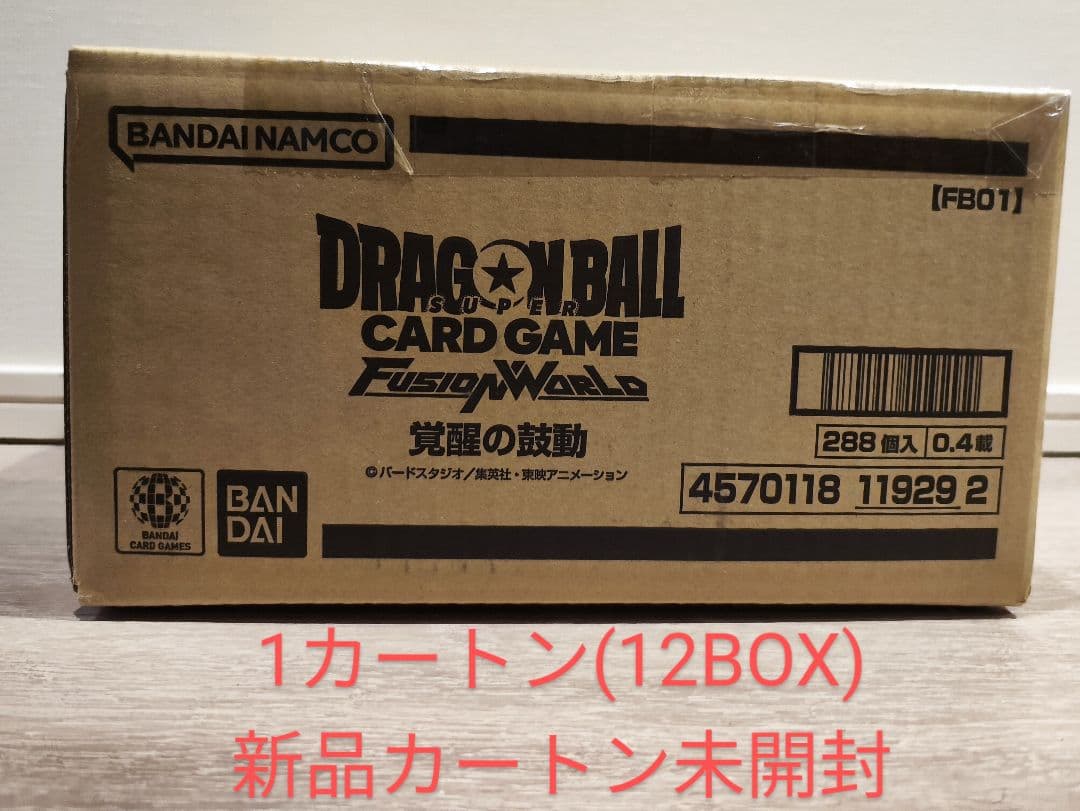 BANDAI NAMCO
【FB01】
DRAGON BALL
SUPER
CARD GAME
FUSION WORLD
覚醒の鼓動
©バードスタジオ/集英社・東映アニメーション
288個入 0.4載
4570118 11929 2
BANDAI
CARD GAMES
BAN
DAI
1カートン(12BOX)
新品カートン未開封